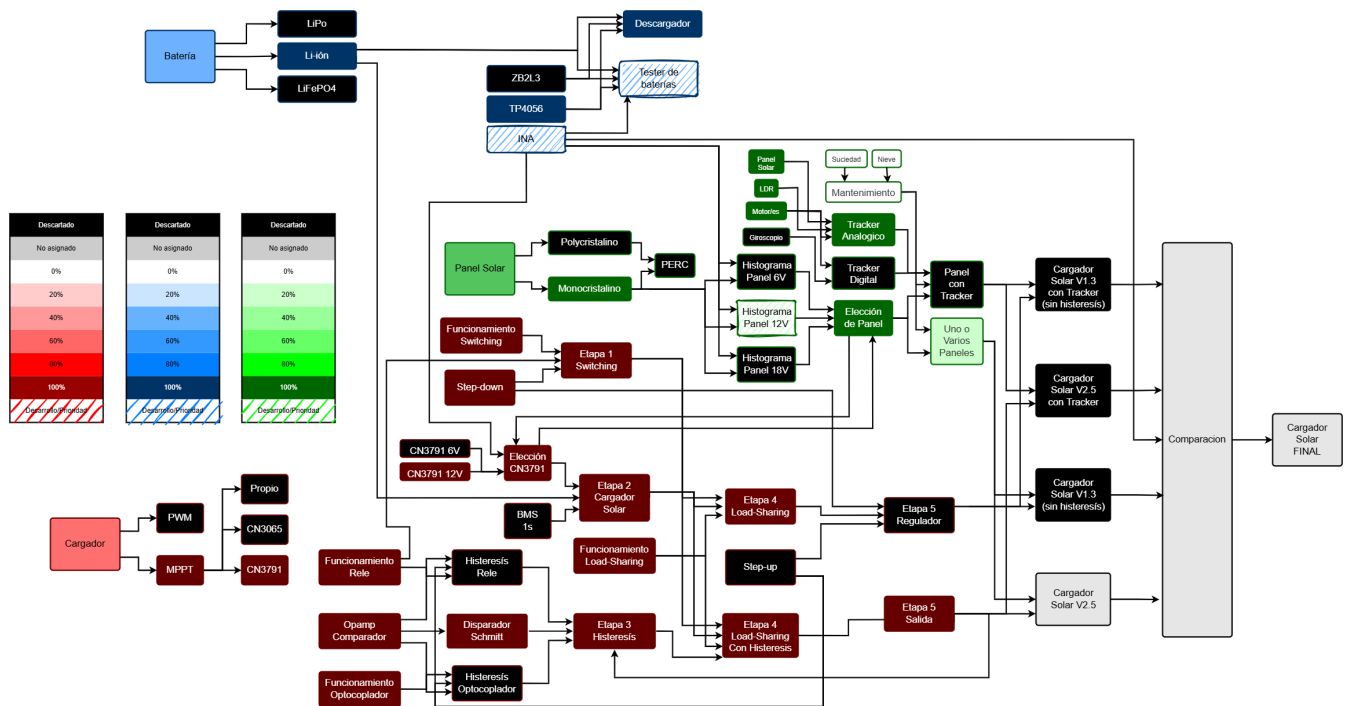 Batería
LiPo
Li-ión
LiFePO4
Descargador
ZB2L3
TP4056
INA
Tester de
baterías
Descartado
No asignado
0%
20%
40%
60%
80%
100%
Desarrollo/Prioridad
Descartado
No asignado
0%
20%
40%
60%
80%
100%
Desarrollo/Prioridad
Descartado
No asignado
0%
20%
40%
60%
80%
100%
Desarrollo/Prioridad
Panel Solar
Polycristalino
Monocristalino
PERC
Panel
Solar
LDR
Motor/es
Giroscopio
Suciedad
Nieve
Mantenimiento
Tracker
Analogico
Tracker
Digital
Histograma
Panel 6V
Histograma
Panel 12V
Histograma
Panel 18V
Elección
de Panel
Panel
con
Tracker
Uno o
Varios
Paneles
Cargador
Solar V1.3
con Tracker
(sin histeresís)
Cargador
Solar V2.5
con Tracker
Cargador
Solar V1.3
(sin histeresís)
Cargador
Solar V2.5
Comparacion
Cargador
Solar
FINAL
Funcionamiento
Switching
Step-down
Etapa 1
Switching
CN3791 6V
CN3791 12V
Elección
CN3791
BMS
1s
Etapa 2
Cargador
Solar
Funcionamiento
Load-Sharing
Etapa 4
Load-Sharing
Step-up
Etapa 5
Regulador
Cargador
PWM
MPPT
Propio
CN3065
CN3791
Funcionamiento
Rele
Opamp
Comparador
Funcionamiento
Optocoplador
Histeresís
Rele
Disparador
Schmitt
Histeresís
Optocoplador
Etapa 3
Histeresís
Etapa 4
Load-Sharing
Con Histeresis
Etapa 5
Salida